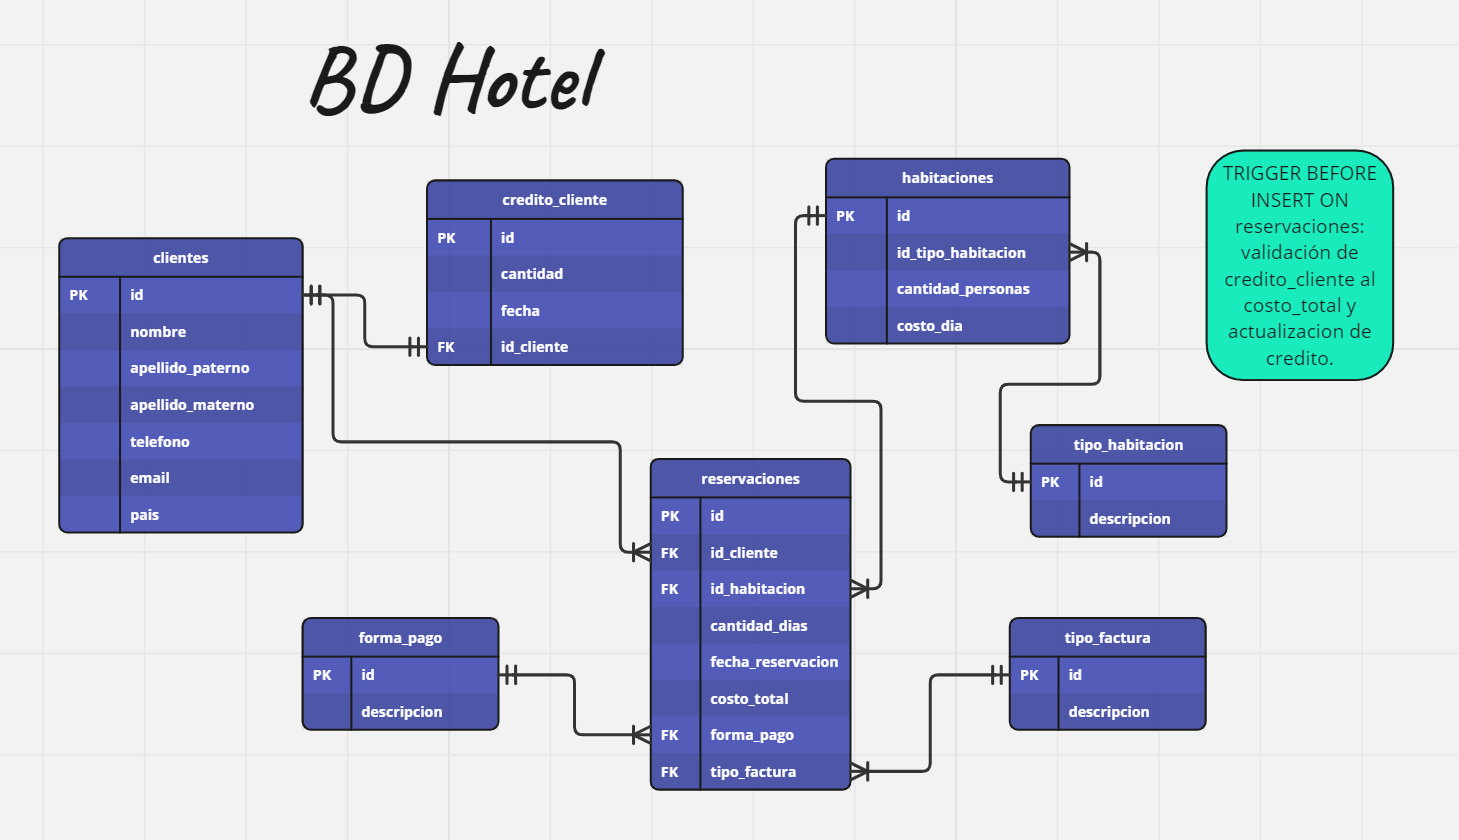 BD Hotel
clientes
PK id
nombre
apellido_paterno
apellido_materno
telefono
email
pais
credito_cliente
PK id
cantidad
fecha
FK id_cliente
habitaciones
PK id
id_tipo_habitacion
cantidad_personas
costo_dia
TRIGGER BEFORE
INSERT ON
reservaciones:
validación de
credito_cliente al
costo_total y
actualizacion de
credito.
tipo_habitacion
PK id
descripcion
reservaciones
PK id
FK id_cliente
FK id_habitacion
cantidad_dias
fecha_reservacion
costo_total
FK forma_pago
FK tipo_factura
forma_pago
PK id
descripcion
tipo_factura
PK id
descripcion